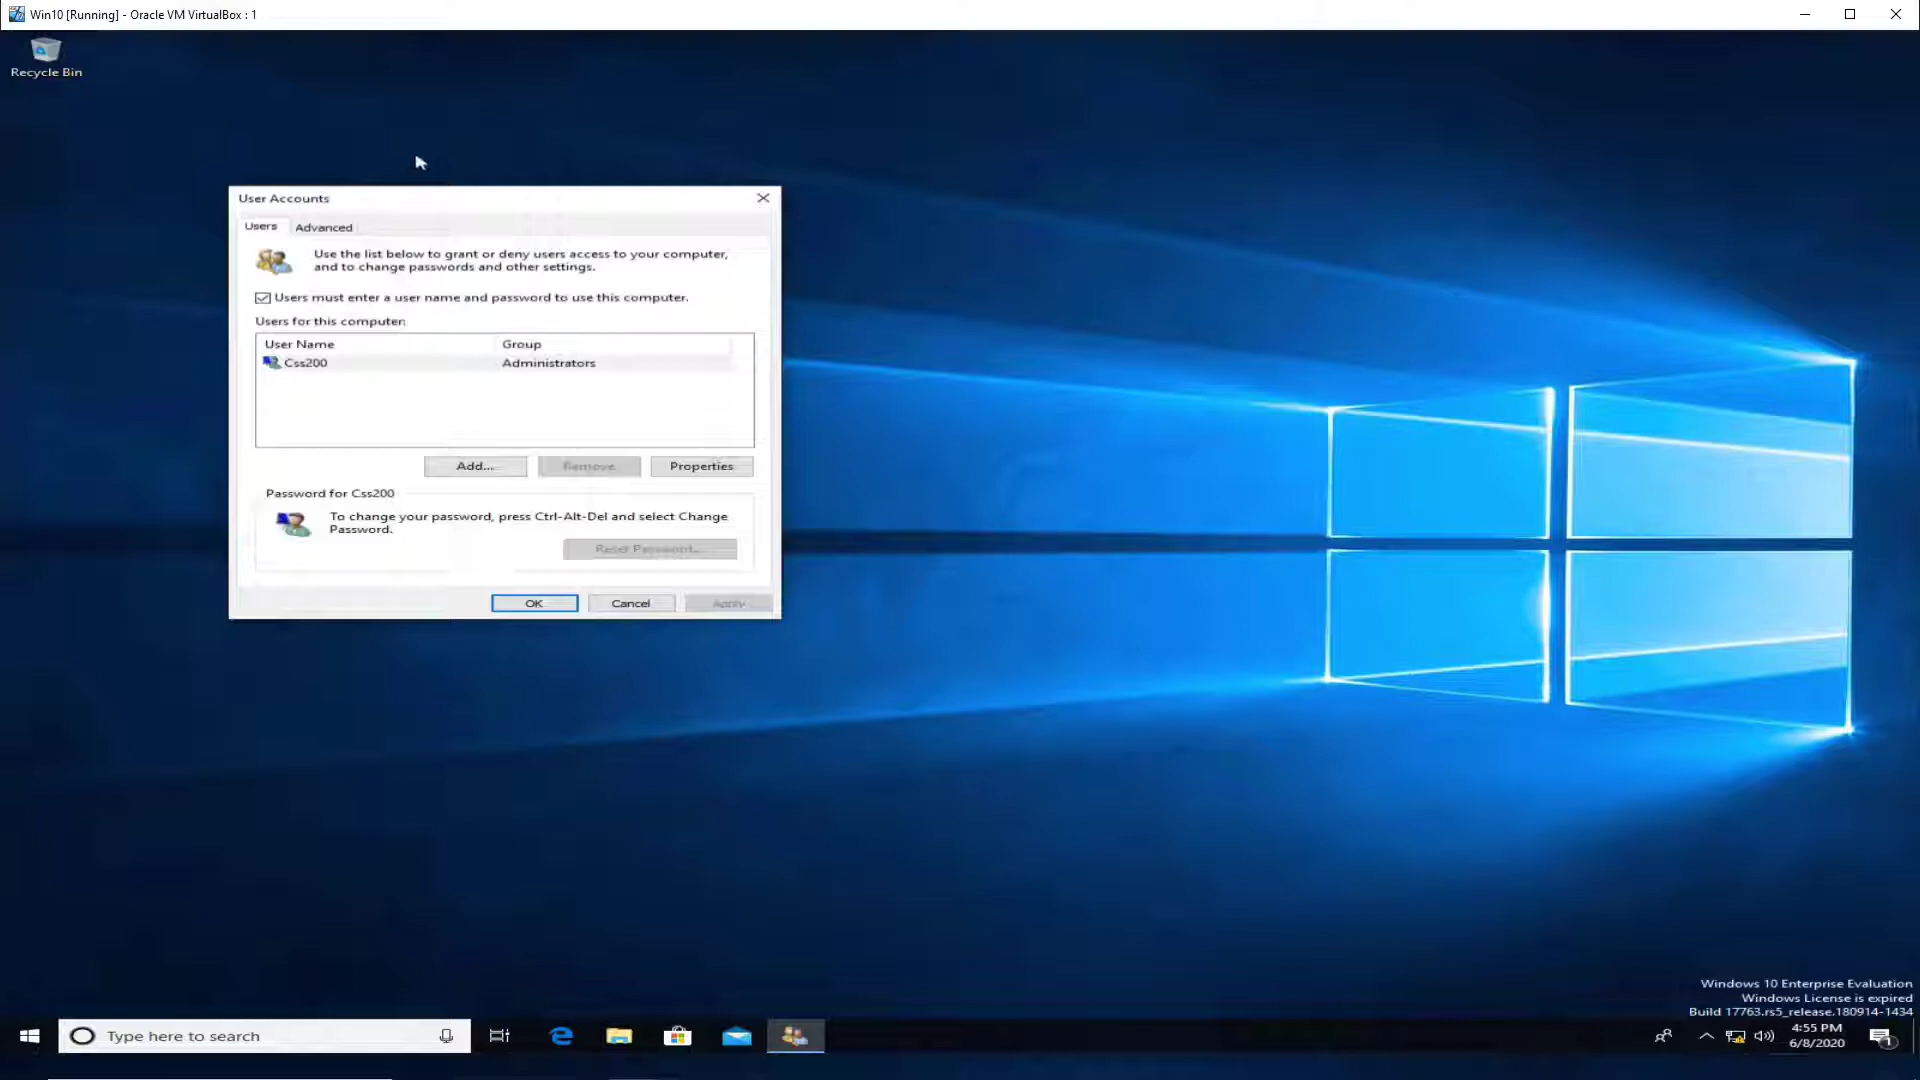 Win10 [Running] - Oracle VM VirtualBox : 1
Recycle Bin
User Accounts
Users
Advanced
Use the list below to grant or deny users access to your computer,
and to change passwords and other settings.
Users must enter a user name and password to use this computer.
Users for this computer:
User Name
Group
Css200
Administrators
Add...
Remove
Properties
Password for Css200
To change your password, press Ctrl-Alt-Del and select Change
Password.
Reset Password...
OK
Cancel
Apply
Windows 10 Enterprise Evaluation
Windows License is expired
Build 17763.rs5_release.180914-1434
Type here to search
4:55 PM
6/8/2020
1